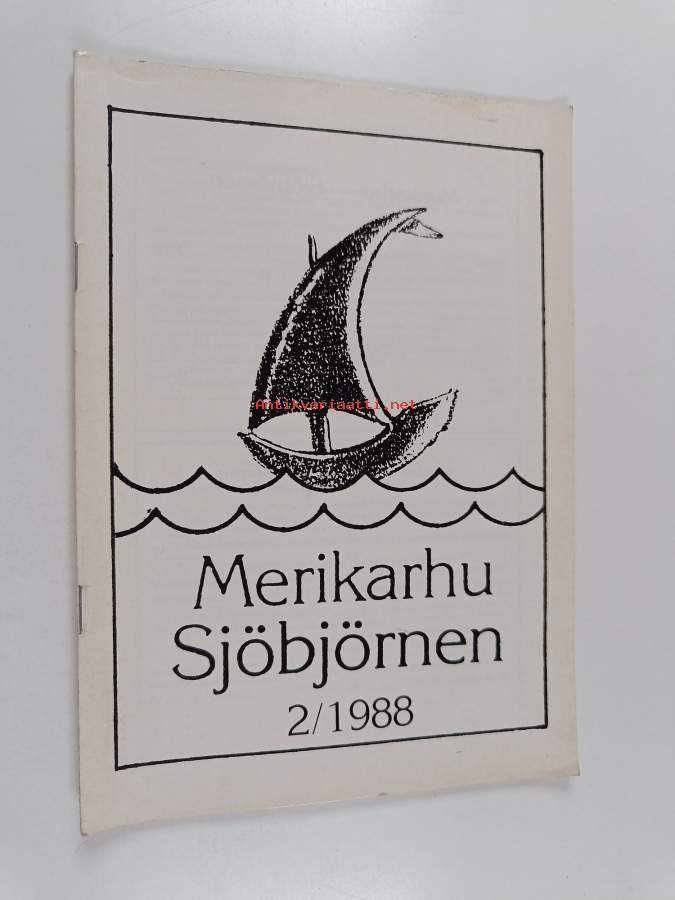 Antikvariaatti.net
Merikarhu
Sjöbjörnen
2/1988